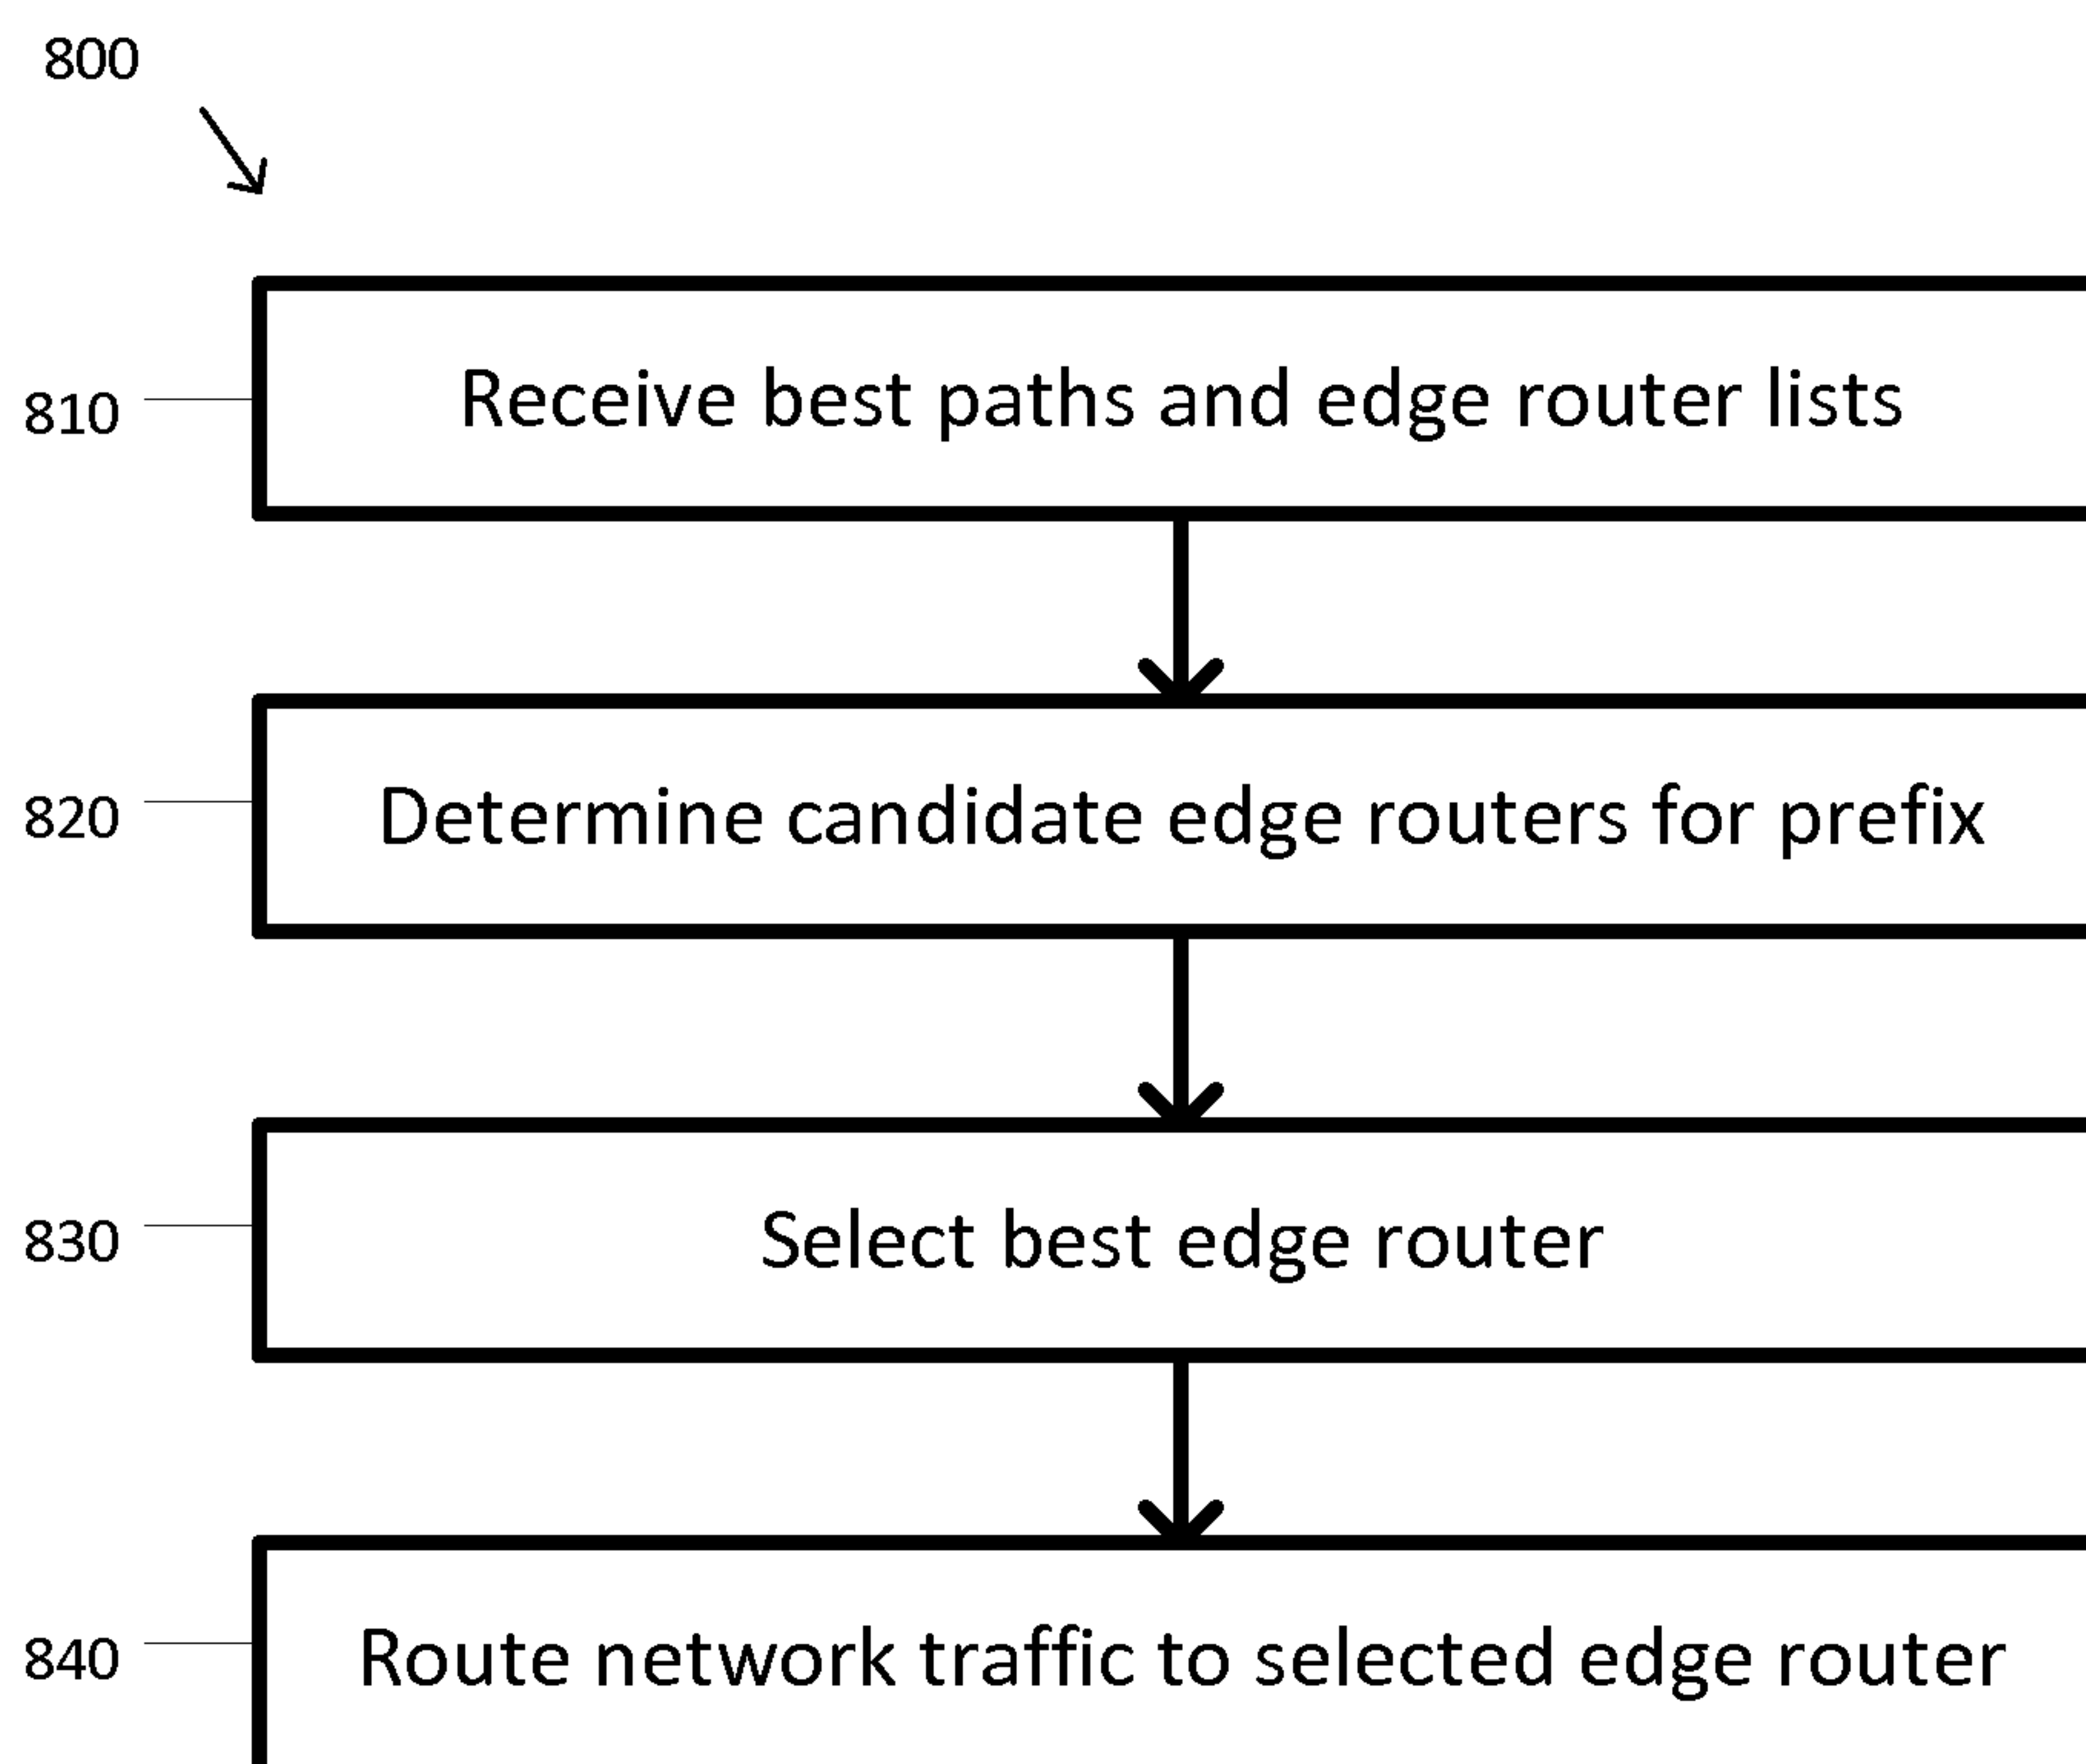 800
810 Receive best paths and edge router lists
820 Determine candidate edge routers for prefix
830 Select best edge router
840 Route network traffic to selected edge router